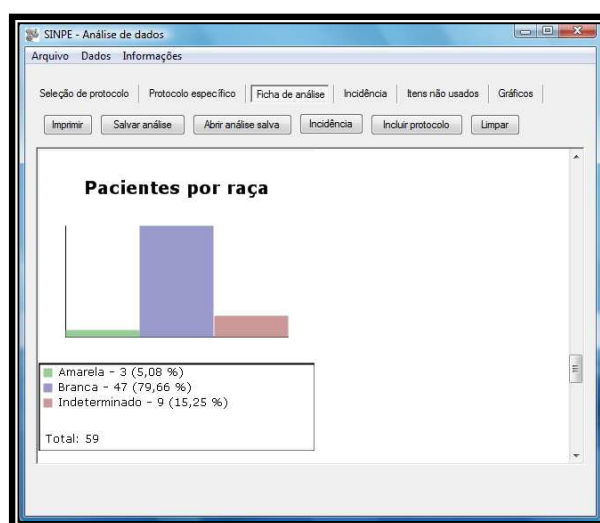 SINPE - Análise de dados
Arquivo Dados Informações
Seleção de protocolo Protocolo específico Ficha de análise Incidência Itens não usados Gráficos
Imprimir Salvar análise Abrir análise salva Incidência Incluir protocolo Limpar
Pacientes por raça
Amarela - 3 (5,08 %)
Branca - 47 (79,66 %)
Indeterminado - 9 (15,25 %)
Total: 59